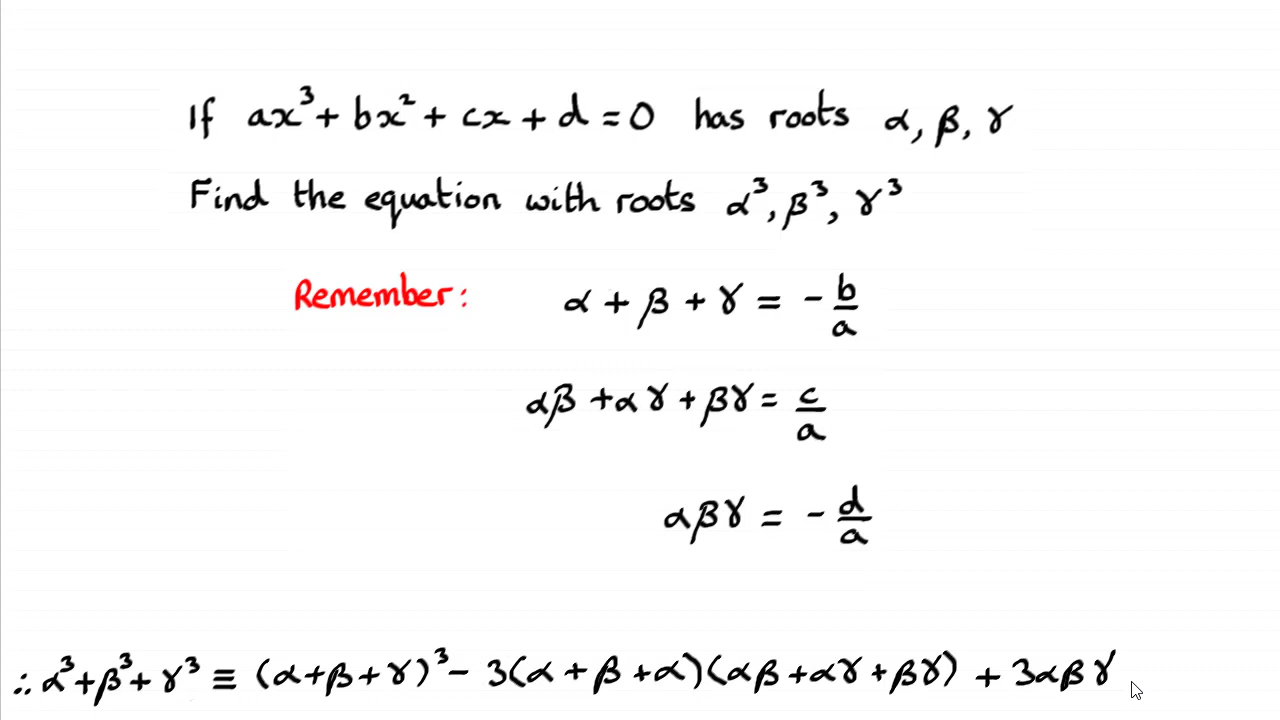 If ax³ + bx² + cx + d = 0 has roots α, β, γ
Find the equation with roots α³, β³, γ³
Remember: α + β + γ = - b/a
αβ + αγ + βγ = c/a
αβγ = - d/a
∴ α³ + β³ + γ³ ≡ (α + β + γ)³ - 3(α + β + α)(αβ + αγ + βγ) + 3αβγ